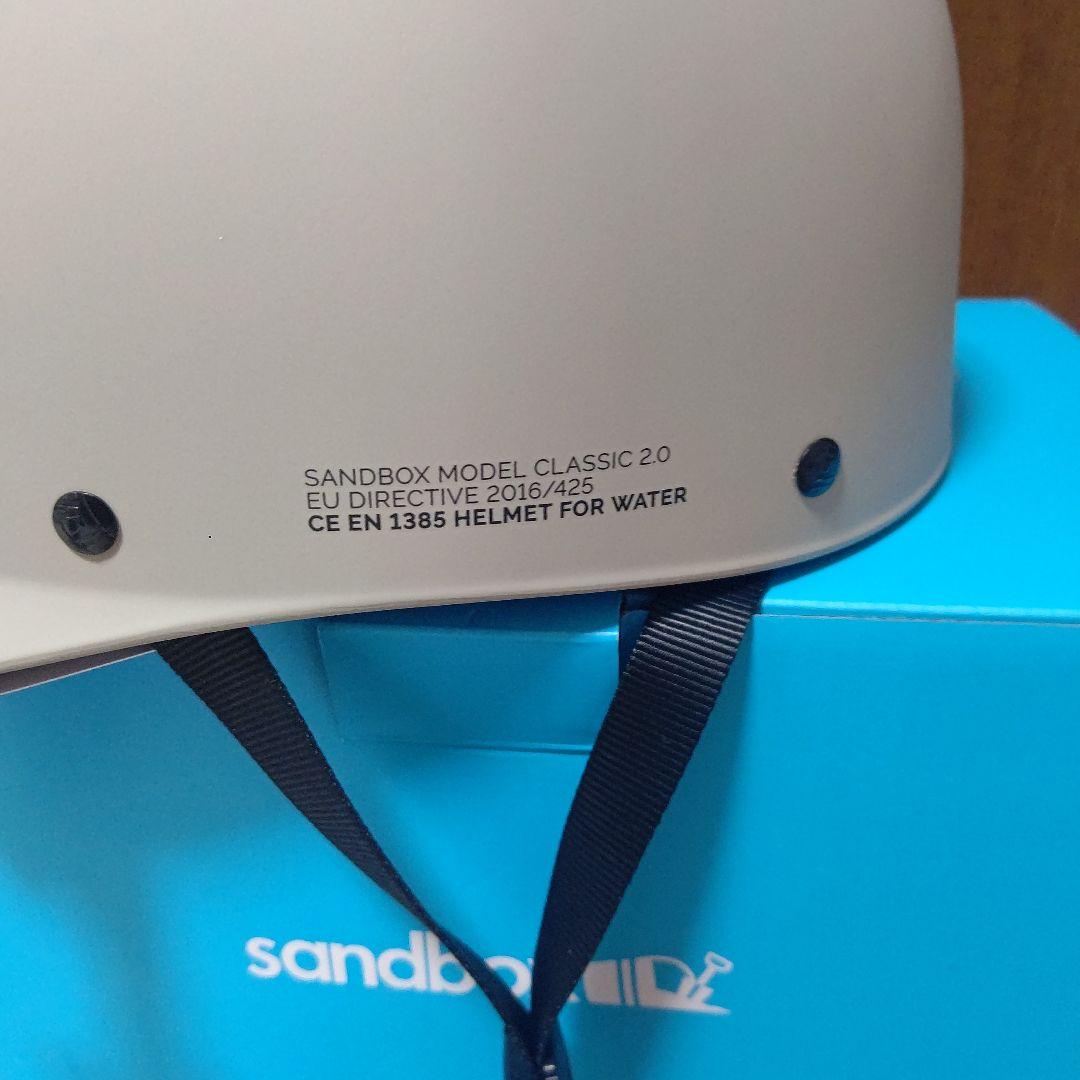 SANDBOX MODEL CLASSIC 2.0
EU DIRECTIVE 2016/425
CE EN 1385 HELMET FOR WATER
sandbox